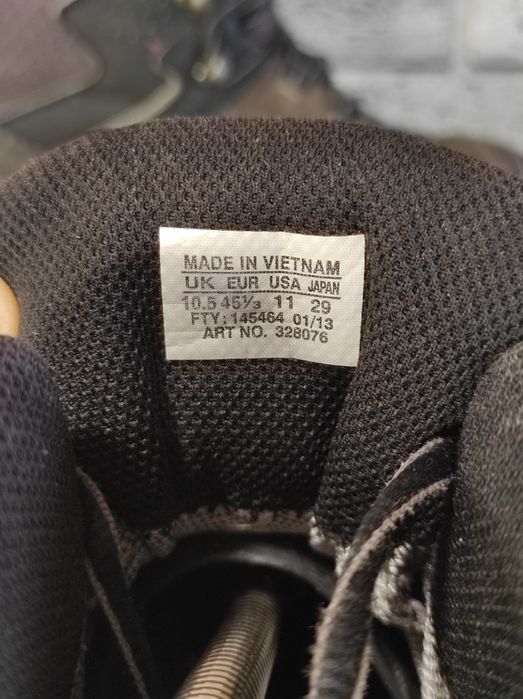 MADE IN VIETNAM
UK EUR USA JAPAN
10.5 45⅓ 11 29
FTY: 145464 01/13
ART NO. 328076